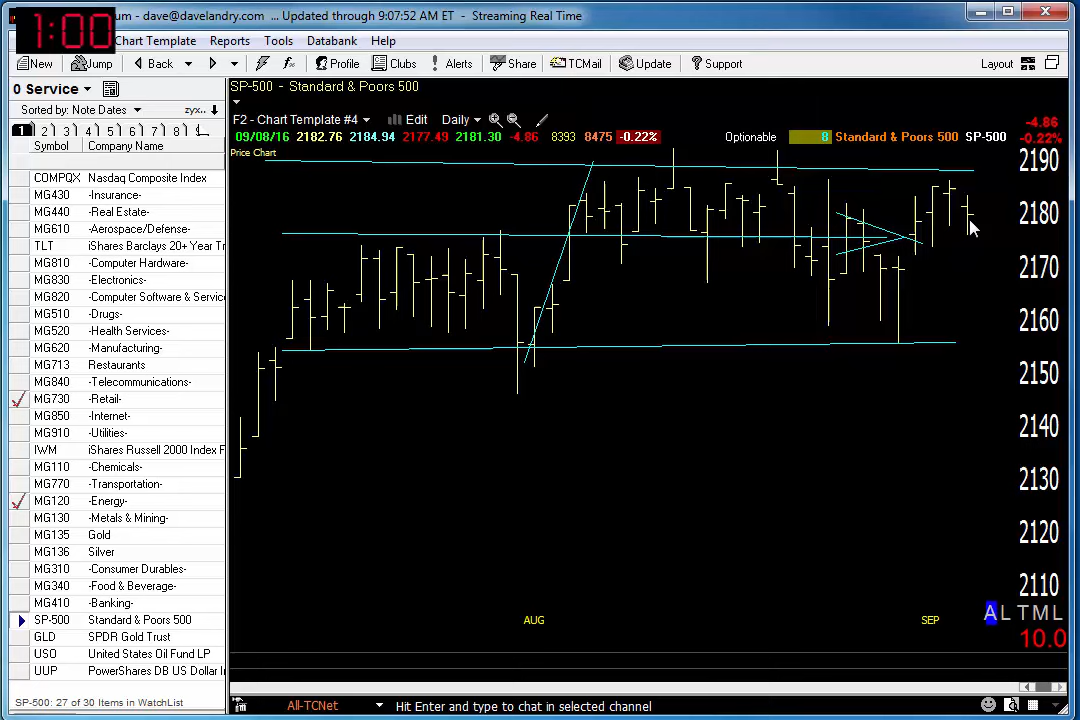 1:00
um - dave@davelandry.com ... Updated through 9:07:52 AM ET - Streaming Real Time
Chart Template Reports Tools Databank Help
New Jump Back Profile Clubs Alerts Share TCMail Update Support Layout
0 Service
SP-500 - Standard & Poors 500
Sorted by: Note Dates zyx..
F2 - Chart Template #4 Edit Daily
-4.86
1 2 3 4 5 6 7 8
09/08/16 2182.76 2184.94 2177.49 2181.30 -4.86 8393 8475 -0.22% Optionable 8 Standard & Poors 500 SP-500
-0.22%
Symbol Company Name
Price Chart
COMPQX Nasdaq Composite Index
MG430 -Insurance-
MG440 -Real Estate-
MG610 -Aerospace/Defense-
TLT iShares Barclays 20+ Year Tr
MG810 -Computer Hardware-
MG830 -Electronics-
MG820 -Computer Software & Service
MG510 -Drugs-
MG520 -Health Services-
MG620 -Manufacturing-
MG713 Restaurants
MG840 -Telecommunications-
MG730 -Retail-
MG850 -Internet-
MG910 -Utilities-
IWM iShares Russell 2000 Index F
MG110 -Chemicals-
MG770 -Transportation-
MG120 -Energy-
MG130 -Metals & Mining-
MG135 Gold
MG136 Silver
MG310 -Consumer Durables-
MG340 -Food & Beverage-
MG410 -Banking-
SP-500 Standard & Poors 500
GLD SPDR Gold Trust
USO United States Oil Fund LP
UUP PowerShares DB US Dollar In
2190
2180
2170
2160
2150
2140
2130
2120
2110
AUG SEP
A L T M L
10.0
SP-500: 27 of 30 Items in WatchList
All-TCNet Hit Enter and type to chat in selected channel